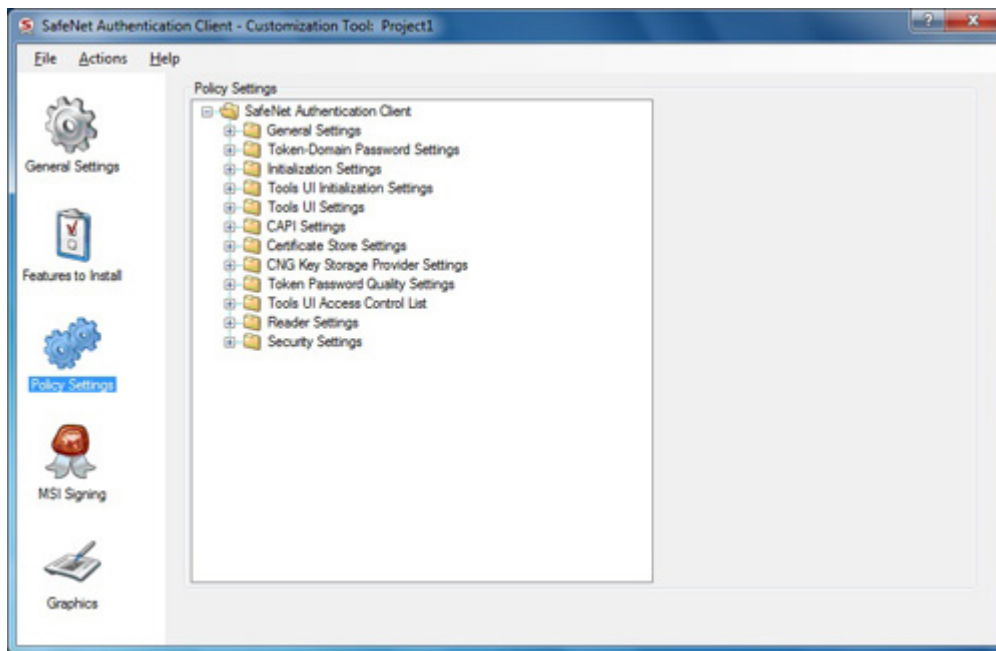 SafeNet Authentication Client - Customization Tool: Project1
File Actions Help
General Settings
Features to Install
Policy Settings
MSI Signing
Graphics
Policy Settings
SafeNet Authentication Client
General Settings
Token-Domain Password Settings
Initialization Settings
Tools UI Initialization Settings
Tools UI Settings
CAPI Settings
Certificate Store Settings
CNG Key Storage Provider Settings
Token Password Quality Settings
Tools UI Access Control List
Reader Settings
Security Settings